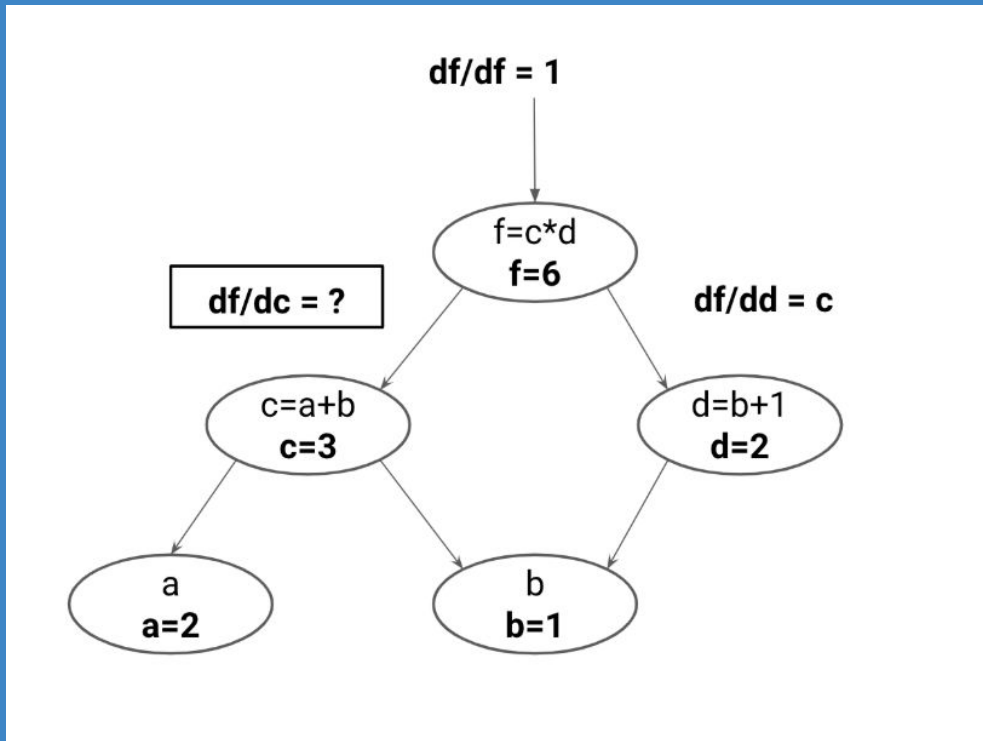 df/df = 1
f=c*d
f=6
df/dc = ?
df/dd = c
c=a+b
c=3
d=b+1
d=2
a
a=2
b
b=1